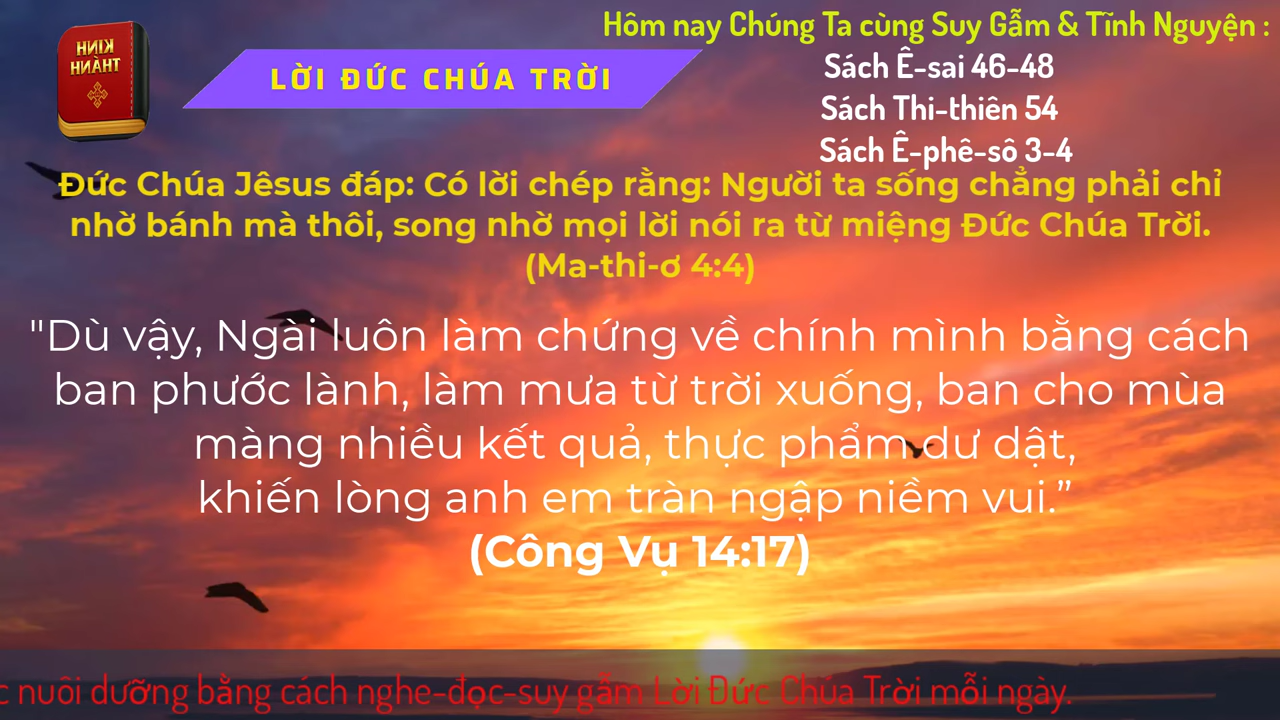 Hôm nay Chúng Ta cùng Suy Gẫm & Tĩnh Nguyện :
KINH
THÁNH
LỜI ĐỨC CHÚA TRỜI
Sách Ê-sai 46-48
Sách Thi-thiên 54
Sách Ê-phê-sô 3-4
Đức Chúa Jêsus đáp: Có lời chép rằng: Người ta sống chẳng phải chỉ
nhờ bánh mà thôi, song nhờ mọi lời nói ra từ miệng Đức Chúa Trời.
(Ma-thi-ơ 4:4)
"Dù vậy, Ngài luôn làm chứng về chính mình bằng cách
ban phước lành, làm mưa từ trời xuống, ban cho mùa
màng nhiều kết quả, thực phẩm dư dật,
khiến lòng anh em tràn ngập niềm vui.”
(Công Vụ 14:17)
c nuôi dưỡng bằng cách nghe-đọc-suy gẫm Lời Đức Chúa Trời mỗi ngày.